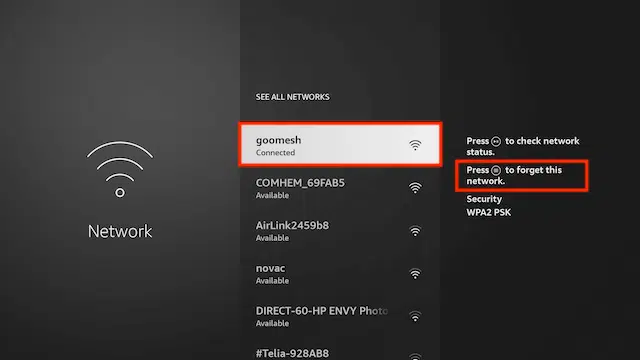 SEE ALL NETWORKS
Network
goomesh
Connected
COMHEM_69FAB5
Available
AirLink2459b8
Available
novac
Available
DIRECT-60-HP ENVY Photo
Available
#Telia-928AB8
Press to check network
status.
Press to forget this
network.
Security
WPA2 PSK